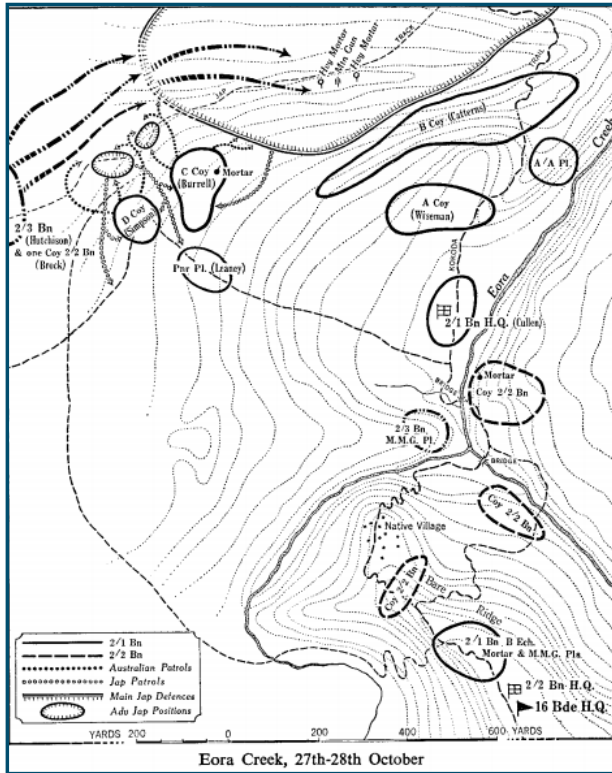 Hvy Mortar
Mtn Gun
Hvy Mortar
TRACK
TRAIL
Creek
B Coy (Catterns)
A/A Pl.
C Coy
(Burrell)
Mortar
A Coy
(Wiseman)
D Coy
(Simpson)
2/3 Bn
(Hutchison)
& one Coy 2/2 Bn
(Brock)
Pnr Pl. (Leaney)
KOKODA
Eora
2/1 Bn H.Q. (Cullen)
BRIDGE
Mortar
Coy 2/2 Bn
2/3 Bn
M.M.G. Pl.
BRIDGE
Coy 2/2 Bn
Native Village
Coy 2/2 Bn
Bare
Ridge
2/1 Bn B Ech.
Mortar & M.M.G. Pls.
2/2 Bn H.Q.
16 Bde H.Q.
2/1 Bn
2/2 Bn
Australian Patrols
Jap Patrols
Main Jap Defences
Adv Jap Positions
YARDS 200 0 200 400 600 YARDS
Eora Creek, 27th-28th October